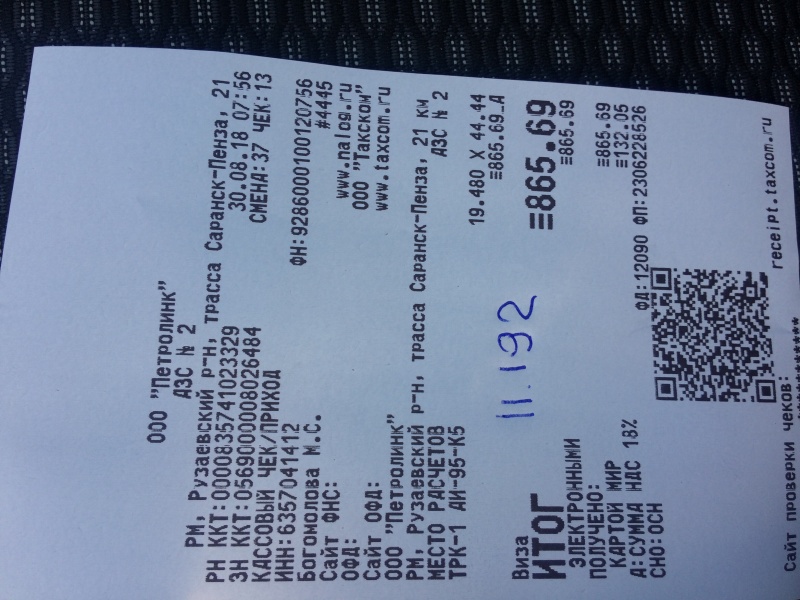 ООО "Петролинк"
АЗС № 2
РМ, Рузаевский р-н, трасса Саранск-Пенза, 21
РН ККТ:0000835741023329 30.08.18 07:56
ЗН ККТ:0569000008026484 СМЕНА:37 ЧЕК:13
КАССОВЫЙ ЧЕК/ПРИХОД
ИНН:6357041412 ФН:9286000100120756
Богомолова М.С. #4445
Сайт ФНС: www.nalog.ru
ОФД: ООО "Такском"
Сайт ОФД: www.taxcom.ru
ООО "Петролинк"
РМ, Рузаевский р-н, трасса Саранск-Пенза, 21 км
МЕСТО РАСЧЕТОВ АЗС № 2
ТРК-1 АИ-95-К5
19.480 X 44.44
≡865.69_А
11.192
Виза
ИТОГ ≡865.69
ЭЛЕКТРОННЫМИ ≡865.69
ПОЛУЧЕНО:
КАРТОЙ МИР ≡865.69
А:СУММА НДС 18% ≡132.05
СНО:ОСН ФД:12090 ФП:2306228526
Сайт проверки чеков: receipt.taxcom.ru